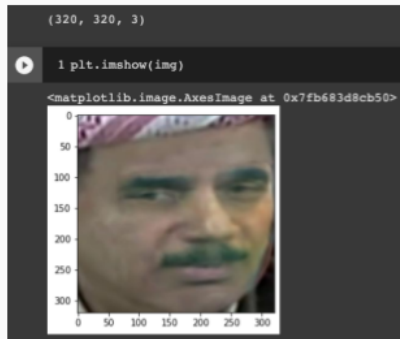 (320, 320, 3)
1 plt.imshow(img)
<matplotlib.image.AxesImage at 0x7fb683d8cb50>
0
50
100
150
200
250
300
0 50 100 150 200 250 300